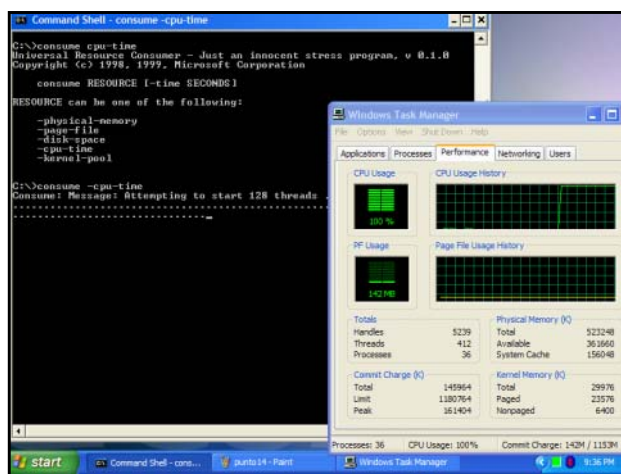 Command Shell - consume -cpu-time
C:\>consume cpu-time
Universal Resource Consumer - Just an innocent stress program, v 0.1.0
Copyright (c) 1998, 1999, Microsoft Corporation
consume RESOURCE [-time SECONDS]
RESOURCE can be one of the following:
-physical-memory
-page-file
-disk-space
-cpu-time
-kernel-pool
C:\>consume -cpu-time
Consume: Message: Attempting to start 128 threads .
Windows Task Manager
File Options View Shut Down Help
Applications Processes Performance Networking Users
CPU Usage CPU Usage History
100 %
PF Usage Page File Usage History
142 MB
Totals
Handles 5239
Threads 412
Processes 36
Physical Memory (K)
Total 523248
Available 361660
System Cache 156048
Commit Charge (K)
Total 145964
Limit 1180764
Peak 161404
Kernel Memory (K)
Total 29976
Paged 23576
Nonpaged 6400
Processes: 36 CPU Usage: 100% Commit Charge: 142M / 1153M
start Command Shell - cons... punto14 - Paint Windows Task Manager 9:36 PM